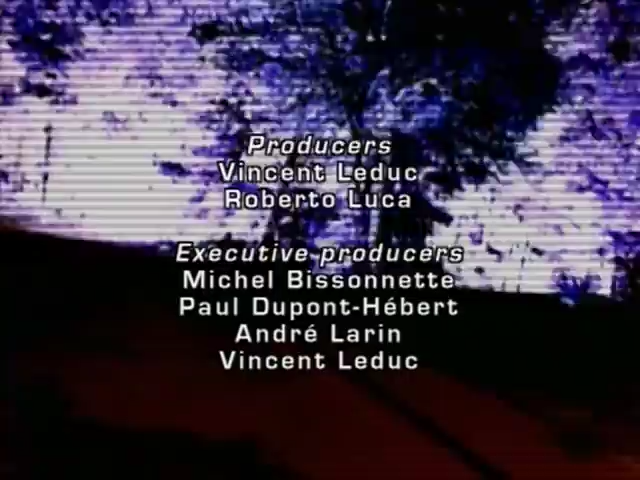 Producers
Vincent Leduc
Roberto Luca
Executive producers
Michel Bissonnette
Paul Dupont-Hébert
André Larin
Vincent Leduc